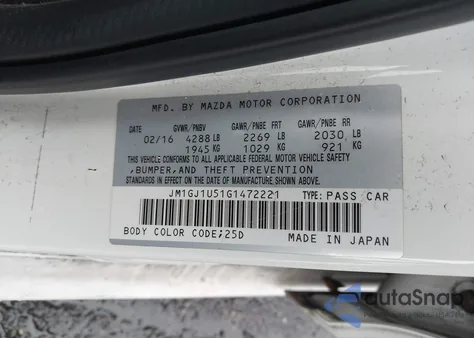 MFD. BY MAZDA MOTOR CORPORATION
GVWR/PNBV GAWR/PNBE FRT GAWR/PNBE RR
02/16 4288 LB 2269 LB 2030 LB
1945 KG 1029 KG 921 KG
THIS VEHICLE CONFORMS TO ALL APPLICABLE FEDERAL MOTOR VEHICLE SAFETY,
BUMPER, AND THEFT PREVENTION
STANDARDS IN EFFECT ON THE DATE OF MANUFACTURE SHOWN ABOVE.
JM1GJ1U51G1472221 TYPE: PASS CAR
BODY COLOR CODE;25D MADE IN JAPAN
autaSnap